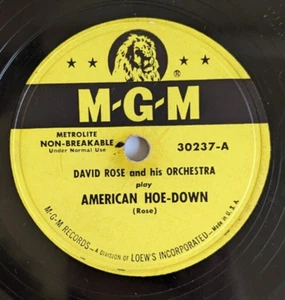 ®
M-G-M
METROLITE
NON-BREAKABLE
Under Normal Use
30237-A
DAVID ROSE and his ORCHESTRA
play
AMERICAN HOE-DOWN
(Rose)
M-G-M RECORDS—A DIVISION OF LOEW'S INCORPORATED—Made in U.S.A.